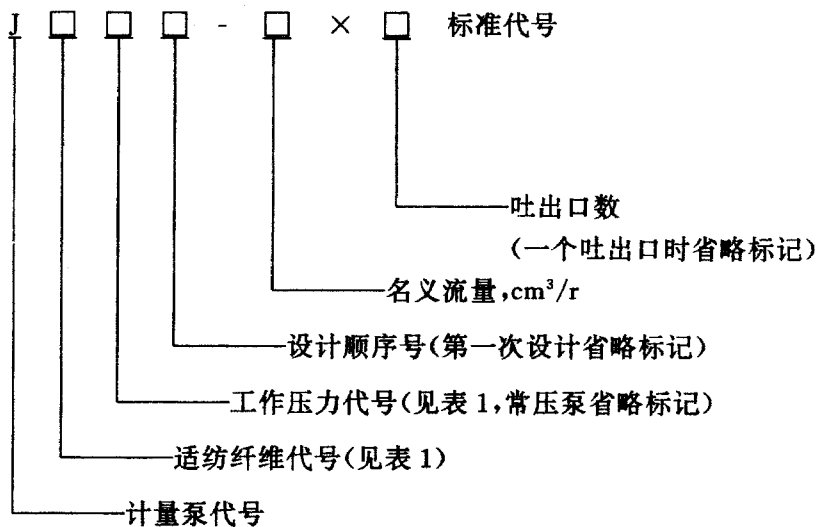 J □ □ □ - □ × □ 标准代号
吐出口数
(一个吐出口时省略标记)
名义流量,cm³/r
设计顺序号(第一次设计省略标记)
工作压力代号(见表1,常压泵省略标记)
适纺纤维代号(见表1)
计量泵代号